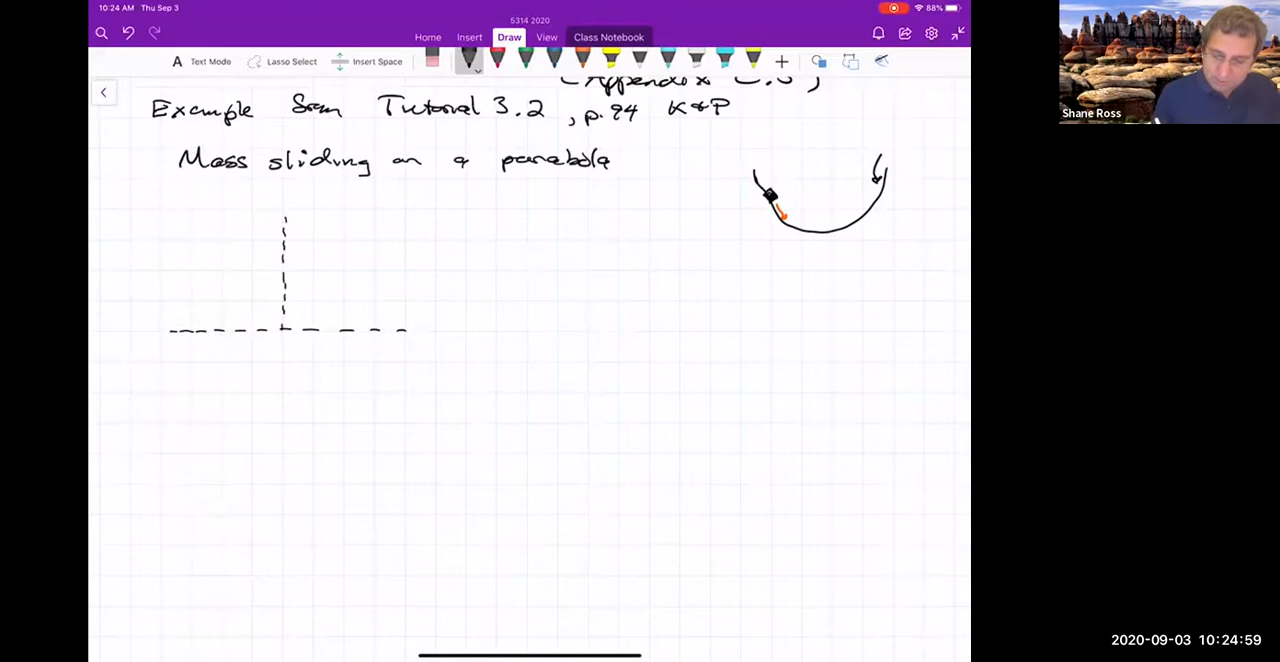 10:24 AM Thu Sep 3
88%
5314 2020
Home Insert Draw View Class Notebook
A Text Mode Lasso Select Insert Space
(Appendix
Example from Tutorial 3.2, p.94 K&P
Mass sliding on a parabola
Shane Ross
2020-09-03 10:24:59